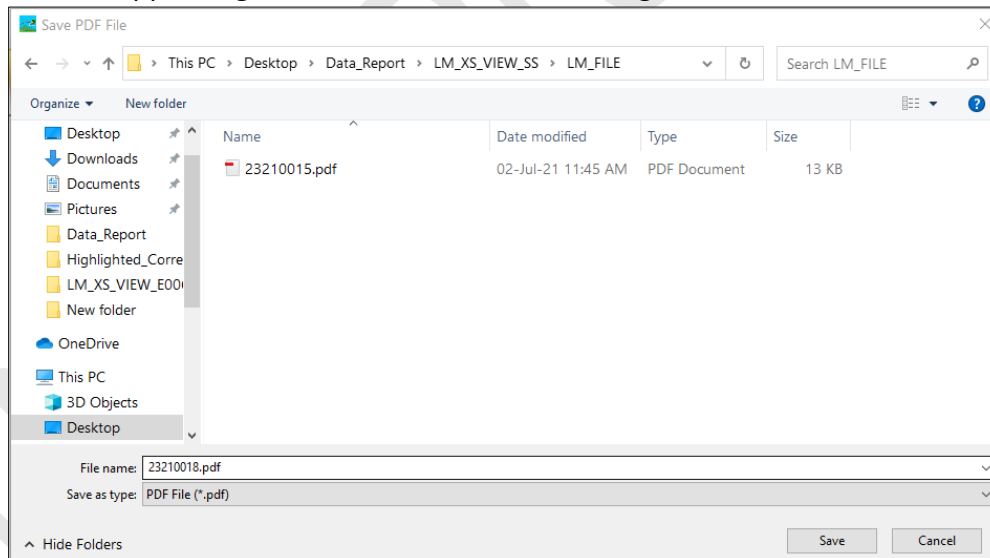 Save PDF File
This PC > Desktop > Data_Report > LM_XS_VIEW_SS > LM_FILE
Search LM_FILE
Organize
New folder
Name
Date modified
Type
Size
23210015.pdf
02-Jul-21 11:45 AM
PDF Document
13 KB
Desktop
Downloads
Documents
Pictures
Data_Report
Highlighted_Corre
LM_XS_VIEW_E00
New folder
OneDrive
This PC
3D Objects
Desktop
File name: 23210018.pdf
Save as type: PDF File (*.pdf)
Hide Folders
Save
Cancel